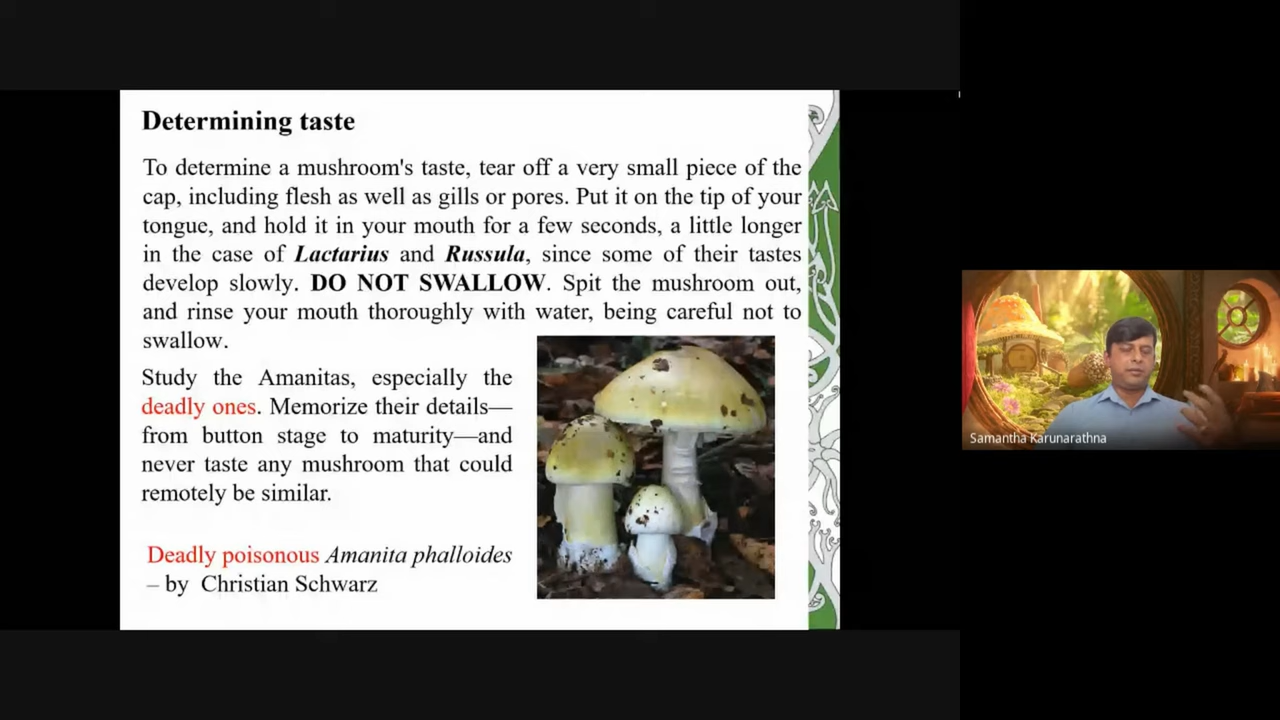 Determining taste
To determine a mushroom's taste, tear off a very small piece of the
cap, including flesh as well as gills or pores. Put it on the tip of your
tongue, and hold it in your mouth for a few seconds, a little longer
in the case of Lactarius and Russula, since some of their tastes
develop slowly. DO NOT SWALLOW. Spit the mushroom out,
and rinse your mouth thoroughly with water, being careful not to
swallow.
Study the Amanitas, especially the
deadly ones. Memorize their details—
from button stage to maturity—and
never taste any mushroom that could
remotely be similar.
Deadly poisonous Amanita phalloides
– by Christian Schwarz
Samantha Karunarathna